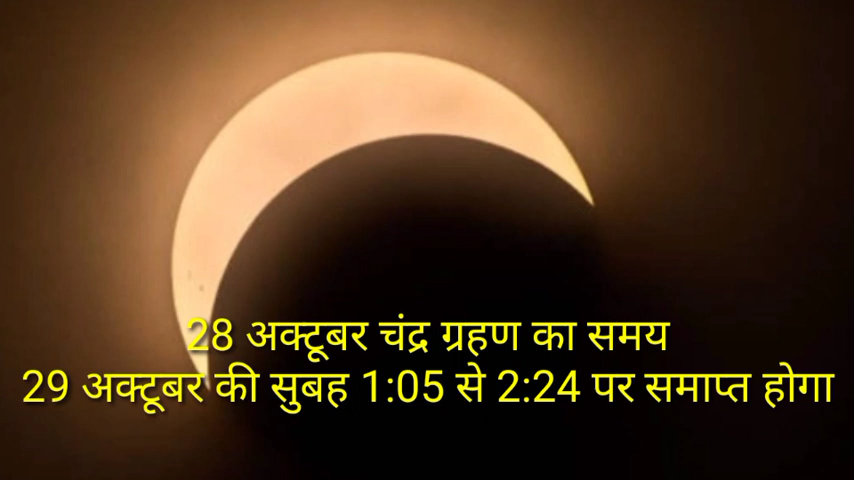 28 अक्टूबर चंद्र ग्रहण का समय
29 अक्टूबर की सुबह 1:05 से 2:24 पर समाप्त होगा